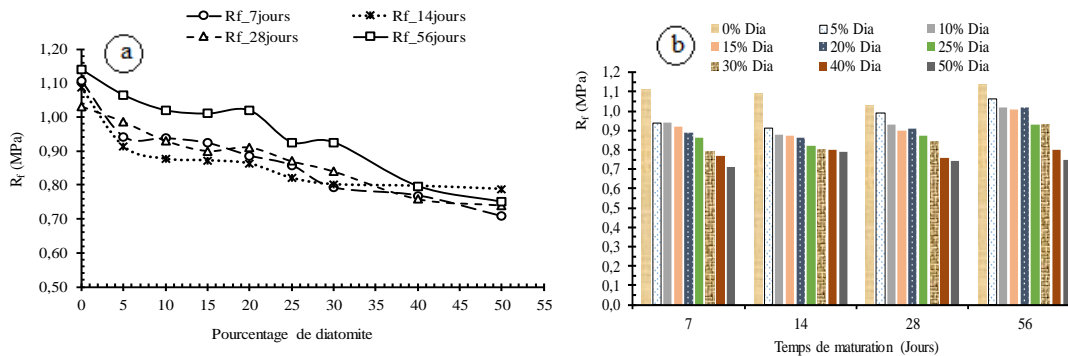 Rf_7jours Rf_14jours
Rf_28jours Rf_56jours
a
1,20
1,10
1,00
0,90
0,80
0,70
0,60
0,50
Rf (MPa)
0 5 10 15 20 25 30 35 40 45 50 55
Pourcentage de diatomite
b
0% Dia 5% Dia 10% Dia
15% Dia 20% Dia 25% Dia
30% Dia 40% Dia 50% Dia
1,2
1,1
1,0
0,9
0,8
0,7
0,6
0,5
0,4
0,3
0,2
0,1
0,0
Rf (MPa)
7 14 28 56
Temps de maturation (Jours)